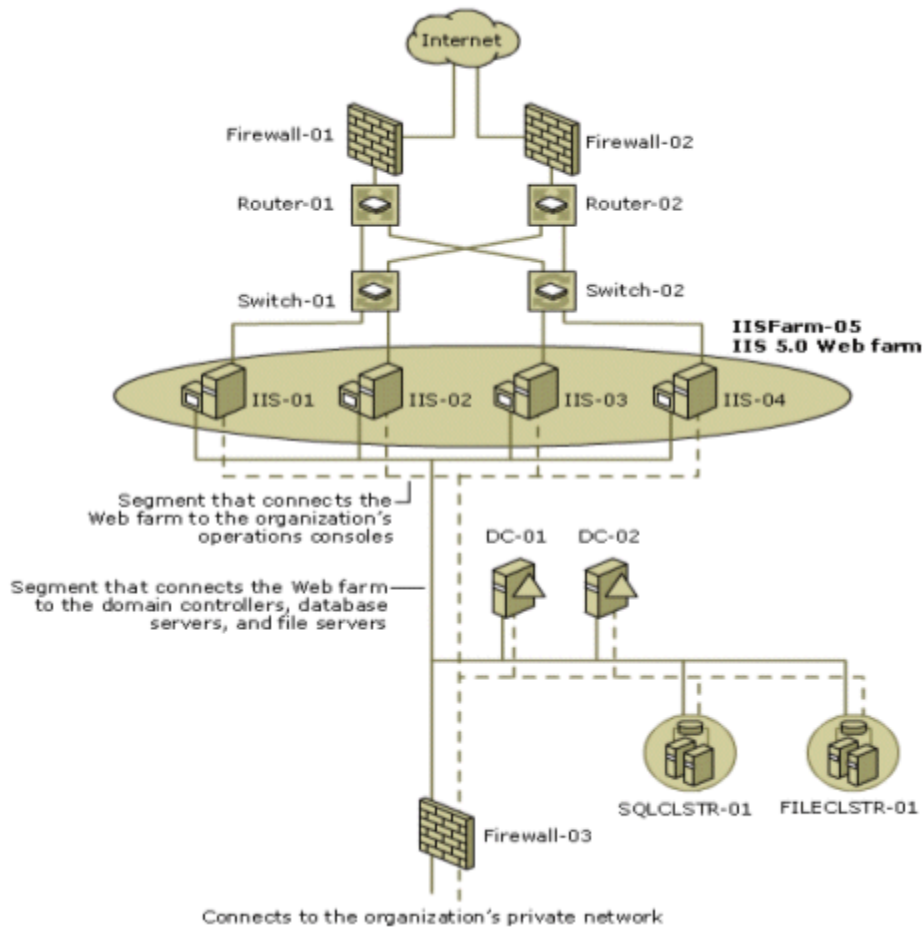 Internet
Firewall-01
Firewall-02
Router-01
Router-02
Switch-01
Switch-02
IISFarm-05
IIS 5.0 Web farm
IIS-01
IIS-02
IIS-03
IIS-04
Segment that connects the
Web farm to the organization's
operations consoles
DC-01
DC-02
Segment that connects the Web farm
to the domain controllers, database
servers, and file servers
SQLCLSTR-01
FILECLSTR-01
Firewall-03
Connects to the organization's private network